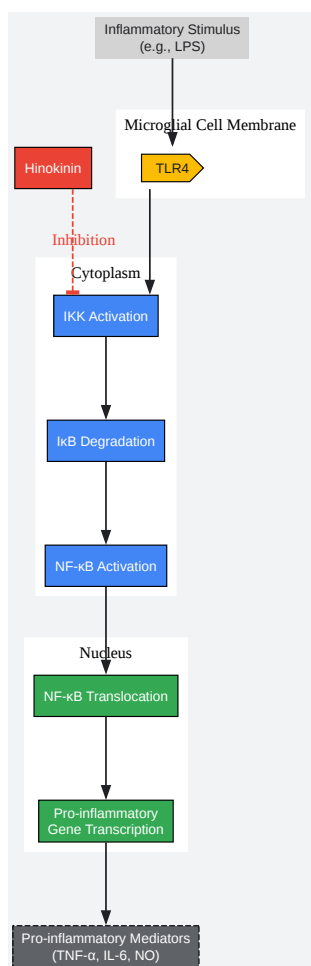 Inflammatory Stimulus
(e.g., LPS)
Microglial Cell Membrane
Hinokinin
TLR4
Inhibition
Cytoplasm
IKK Activation
IκB Degradation
NF-κB Activation
Nucleus
NF-κB Translocation
Pro-inflammatory
Gene Transcription
Pro-inflammatory Mediators
(TNF-α, IL-6, NO)